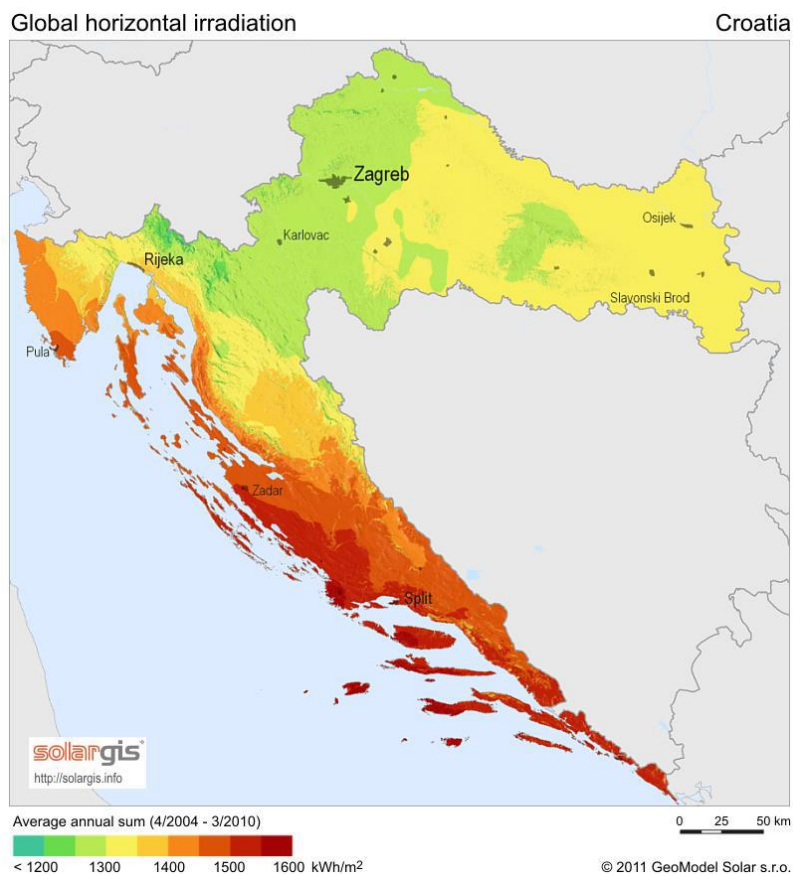 Global horizontal irradiation
Croatia
Zagreb
Osijek
Karlovac
Rijeka
Slavonski Brod
Pula
Zadar
Split
solargis
http://solargis.info
Average annual sum (4/2004 - 3/2010)
0 25 50 km
< 1200 1300 1400 1500 1600 kWh/m2
© 2011 GeoModel Solar s.r.o.